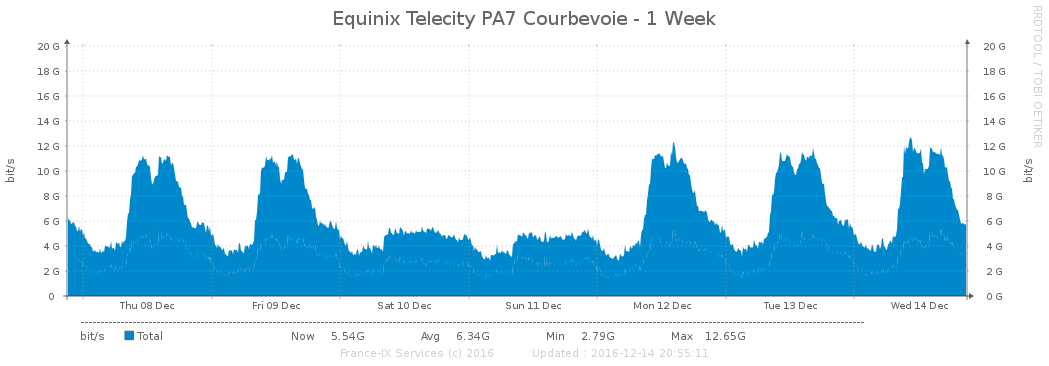 Equinix Telecity PA7 Courbevoie - 1 Week
RRDTOOL / TOBI OETIKER
bit/s
20 G 20 G
18 G 18 G
16 G 16 G
14 G 14 G
12 G 12 G
10 G 10 G
8 G 8 G
6 G 6 G
4 G 4 G
2 G 2 G
0 0 G
bit/s
Thu 08 Dec Fri 09 Dec Sat 10 Dec Sun 11 Dec Mon 12 Dec Tue 13 Dec Wed 14 Dec
bit/s Total Now 5.54G Avg 6.34G Min 2.79G Max 12.65G
France-IX Services (c) 2016 Updated : 2016-12-14 20:55:11